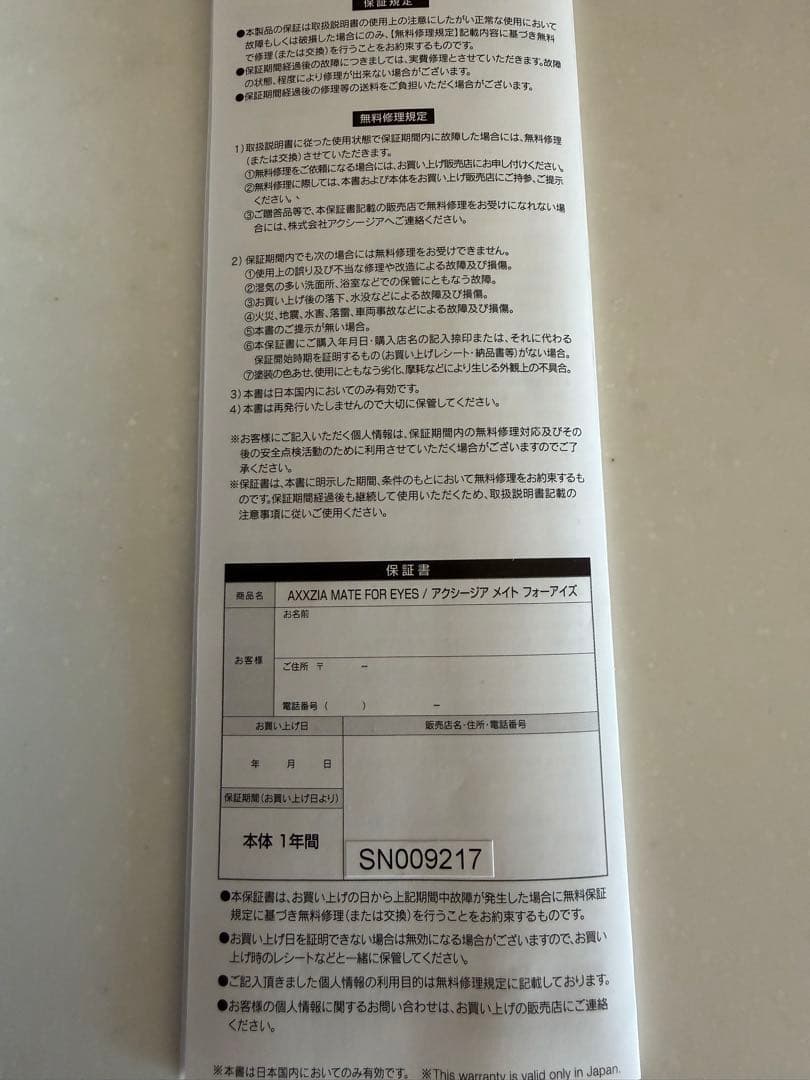 保証規定
●本製品の保証は取扱説明書の使用上の注意にしたがい正常な使用において
故障もしくは破損した場合にのみ、【無料修理規定】記載内容に基づき無料
で修理(または交換)を行うことをお約束するものです。
●保証期間経過後の故障につきましては、実費修理とさせていただきます。故障
の状態、程度により修理が出来ない場合がございます。
●保証期間経過後の修理等の送料をご負担いただく場合がございます。
無料修理規定
1)取扱説明書に従った使用状態で保証期間内に故障した場合には、無料修理
(または交換)させていただきます。
①無料修理をご依頼になる場合には、お買い上げ販売店にお申し付けください。
②無料修理に際しては、本書および本体をお買い上げ販売店にご持参、ご提示
ください。、
③ご贈答品等で、本保証書記載の販売店で無料修理をお受けになれない場
合には、株式会社アクシージアへご連絡ください。
2)保証期間内でも次の場合には無料修理をお受けできません。
①使用上の誤り及び不当な修理や改造による故障及び損傷。
②湿気の多い洗面所、浴室などでの保管にともなう故障。
③お買い上げ後の落下、水没などによる故障及び損傷。
④火災、地震、水害、落雷、車両事故などによる故障及び損傷。
⑤本書のご提示が無い場合。
⑥本保証書にご購入年月日・購入店名の記入捺印または、それに代わる
保証開始時期を証明するもの(お買い上げレシート・納品書等)がない場合。
⑦塗装の色あせ、使用にともなう劣化、摩耗などにより生じる外観上の不具合。
3)本書は日本国内においてのみ有効です。
4)本書は再発行いたしませんので大切に保管してください。
※お客様にご記入いただく個人情報は、保証期間内の無料修理対応及びその
後の安全点検活動のために利用させていただく場合がございますのでご了
承ください。
※保証書は、本書に明示した期間、条件のもとにおいて無料修理をお約束するも
のです。保証期間経過後も継続して使用いただくため、取扱説明書記載の
注意事項に従いご使用ください。
保証書
商品名 AXXZIA MATE FOR EYES / アクシージア メイト フォーアイズ
お客様
お名前
ご住所 〒 −
電話番号 ( ) −
お買い上げ日 販売店名・住所・電話番号
年 月 日
保証期間(お買い上げ日より)
本体 1年間
SN009217
●本保証書は、お買い上げの日から上記期間中故障が発生した場合に無料保証
規定に基づき無料修理(または交換)を行うことをお約束するものです。
●お買い上げ日を証明できない場合は無効になる場合がございますので、お買い
上げ時のレシートなどと一緒に保管してください。
●ご記入頂きました個人情報の利用目的は無料修理規定に記載しております。
●お客様の個人情報に関するお問い合わせは、お買い上げの販売店にご連絡
ください。
※本書は日本国内においてのみ有効です。 ※This warranty is valid only in Japan.